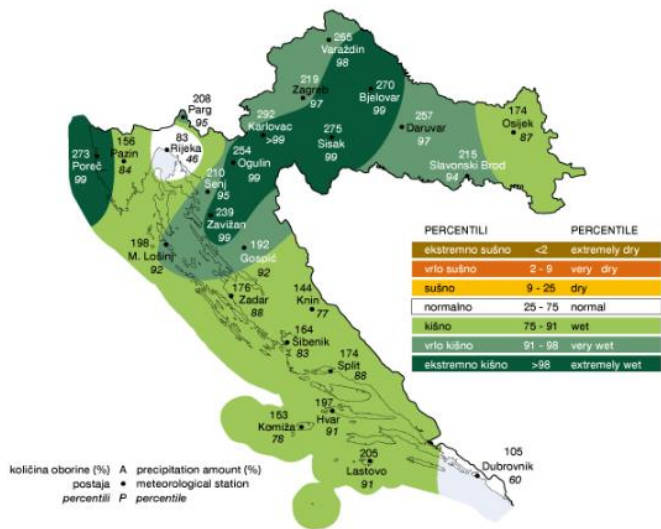 265
Varaždin
98
219
Zagreb
97
270
Bjelovar
99
208
Parg
95
292
Karlovac
>99
257
Daruvar
97
174
Osijek
87
156
Pazin
84
83
Rijeka
46
275
Sisak
99
273
Poreč
99
254
Ogulin
99
215
Slavonski Brod
94
210
Senj
95
239
Zavižan
99
198
M. Lošinj
92
192
Gospić
92
176
Zadar
88
144
Knin
77
164
Šibenik
83
174
Split
88
197
Hvar
91
153
Komiža
78
205
Lastovo
91
105
Dubrovnik
60
PERCENTILI PERCENTILE
ekstremno sušno <2 extremely dry
vrlo sušno 2 - 9 very dry
sušno 9 - 25 dry
normalno 25 - 75 normal
kišno 75 - 91 wet
vrlo kišno 91 - 98 very wet
ekstremno kišno >98 extremely wet
količina oborine (%) A precipitation amount (%)
postaja ● meteorological station
percentili P percentile